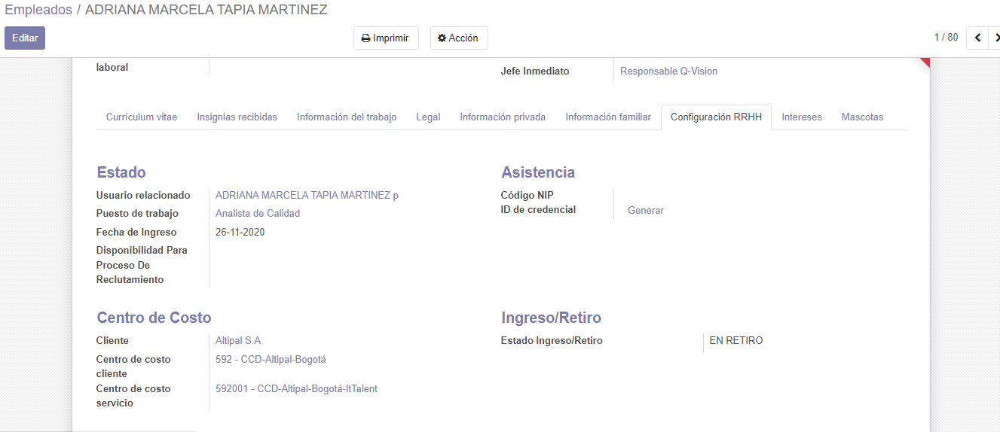 Empleados / ADRIANA MARCELA TAPIA MARTINEZ
Editar
Imprimir
Acción
1 / 80
laboral
Jefe Inmediato Responsable Q-Vision
Currículum vitae Insignias recibidas Información del trabajo Legal Información privada Información familiar Configuración RRHH Intereses Mascotas
Estado
Usuario relacionado ADRIANA MARCELA TAPIA MARTINEZ p
Puesto de trabajo Analista de Calidad
Fecha de Ingreso 26-11-2020
Disponibilidad Para
Proceso De
Reclutamiento
Asistencia
Código NIP
ID de credencial Generar
Centro de Costo
Cliente Altipal S.A
Centro de costo 592 - CCD-Altipal-Bogotá
cliente
Centro de costo 592001 - CCD-Altipal-Bogotá-ItTalent
servicio
Ingreso/Retiro
Estado Ingreso/Retiro EN RETIRO